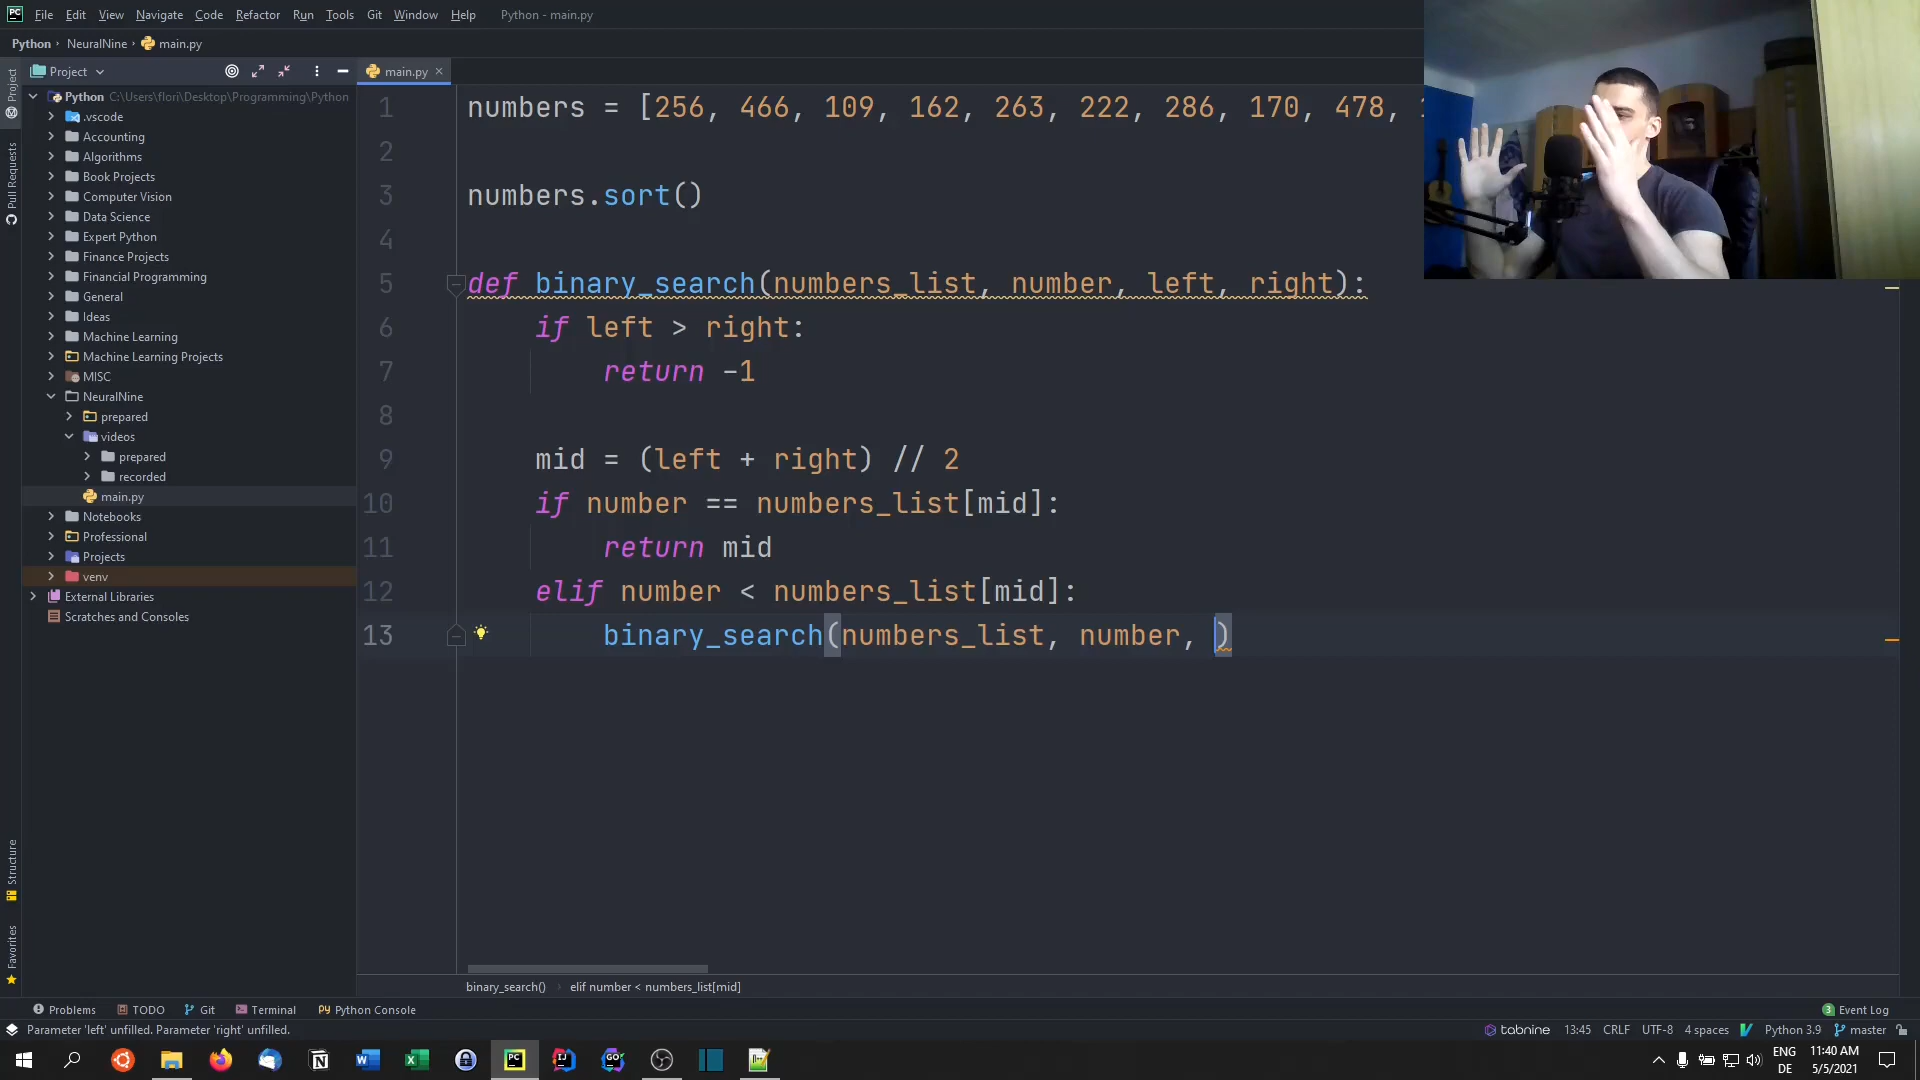 File Edit View Navigate Code Refactor Run Tools Git Window Help Python - main.py
Python NeuralNine main.py
Project
main.py
Python C:\Users\flori\Desktop\Programming\Python
.vscode
Accounting
Algorithms
Book Projects
Computer Vision
Data Science
Expert Python
Finance Projects
Financial Programming
General
Ideas
Machine Learning
Machine Learning Projects
MISC
NeuralNine
prepared
videos
prepared
recorded
main.py
Notebooks
Professional
Projects
venv
External Libraries
Scratches and Consoles
Project
Pull Requests
Structure
Favorites
1 numbers = [256, 466, 109, 162, 263, 222, 286, 170, 478,
2
3 numbers.sort()
4
5 def binary_search(numbers_list, number, left, right):
6 if left > right:
7 return -1
8
9 mid = (left + right) // 2
10 if number == numbers_list[mid]:
11 return mid
12 elif number < numbers_list[mid]:
13 binary_search(numbers_list, number, )
binary_search() elif number < numbers_list[mid]
Problems TODO Git Terminal Python Console 3 Event Log
Parameter 'left' unfilled. Parameter 'right' unfilled. tabnine 13:45 CRLF UTF-8 4 spaces Python 3.9 master
ENG 11:40 AM
DE 5/5/2021